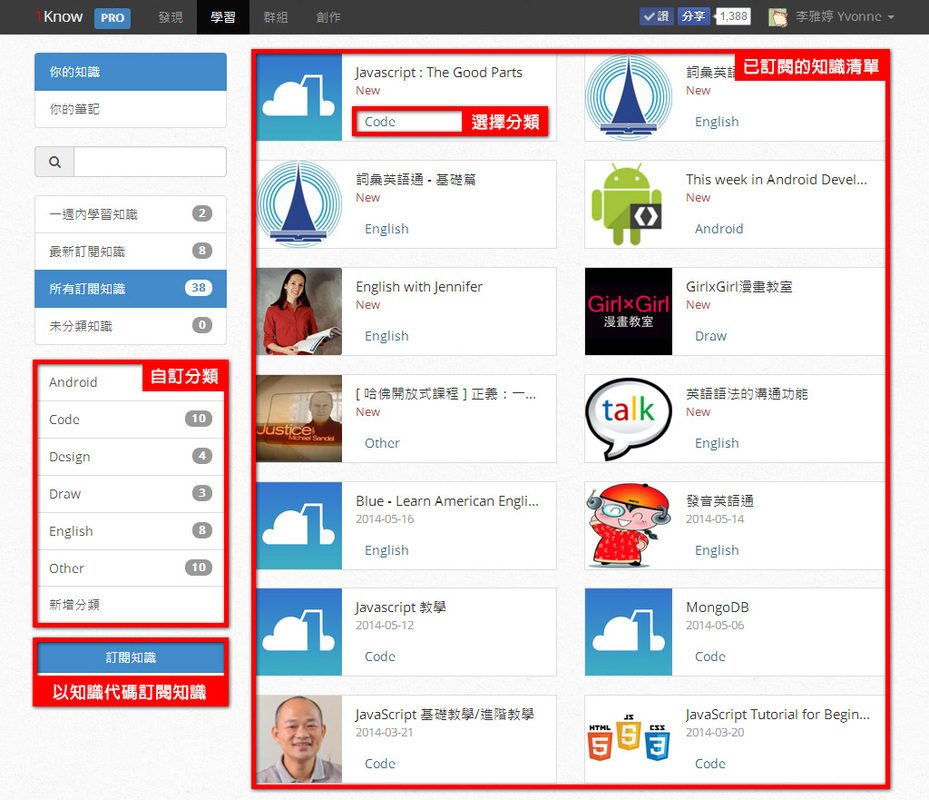 1Know PRO 發現 學習 群組 創作 讚 分享 1,388 李雅婷 Yvonne
你的知識
你的筆記
一週內學習知識 2
最新訂閱知識 8
所有訂閱知識 38
未分類知識 0
自訂分類
Android
Code 10
Design 4
Draw 3
English 8
Other 10
新增分類
訂閱知識
以知識代碼訂閱知識
已訂閱的知識清單
Javascript : The Good Parts
New
Code
選擇分類
詞彙英語
New
English
詞彙英語通 - 基礎篇
New
English
This week in Android Devel...
New
Android
English with Jennifer
New
English
Girl×Girl
漫畫教室
GirlxGirl漫畫教室
New
Draw
Justice
Michael Sandel
[ 哈佛開放式課程 ] 正義：一...
New
Other
talk
英語語法的溝通功能
New
English
Blue - Learn American Engli...
2014-05-16
English
發音英語通
2014-05-14
English
Javascript 教學
2014-05-12
Code
MongoDB
2014-05-06
Code
JavaScript 基礎教學/進階教學
2014-03-21
Code
HTML JS CSS
5 5 3
JavaScript Tutorial for Begin...
2014-03-20
Code